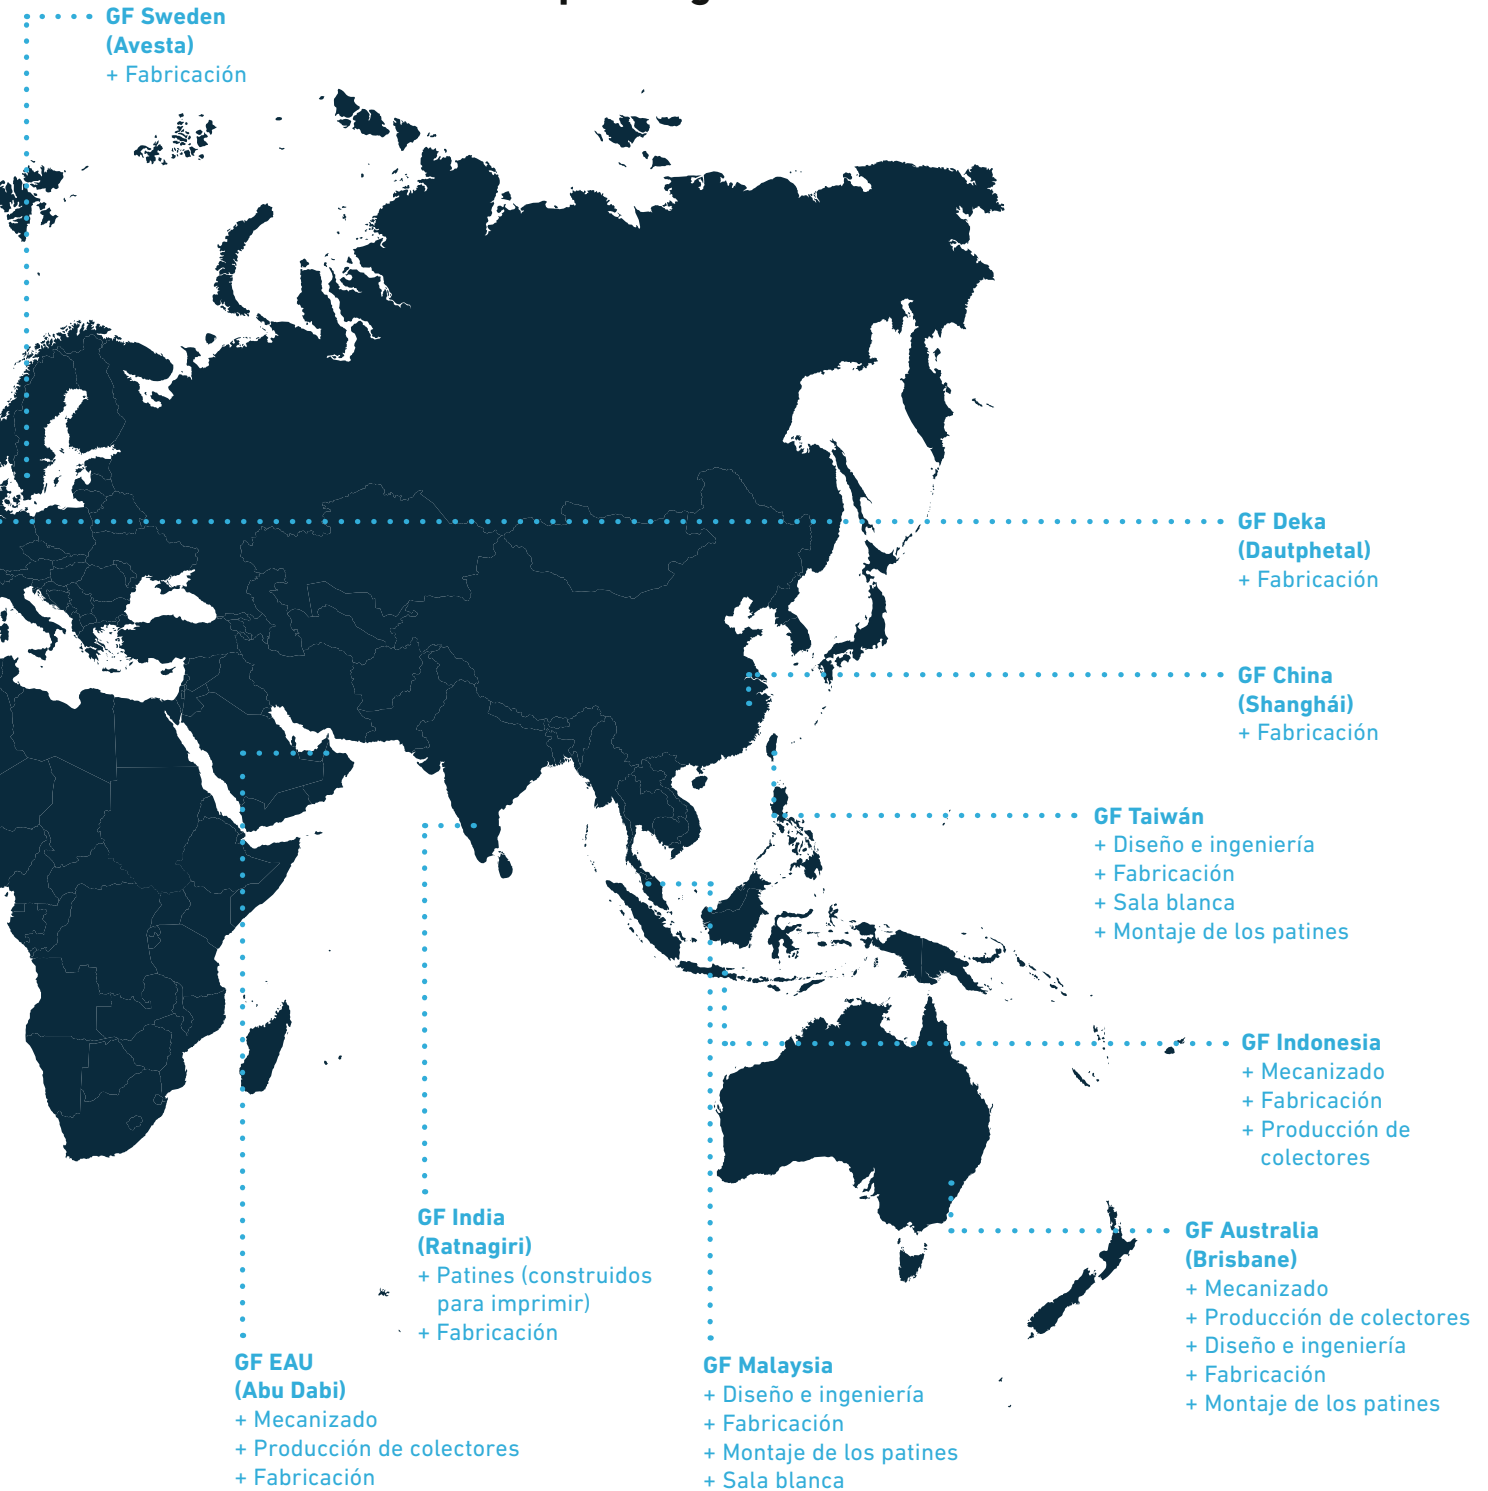 GF Sweden
(Avesta)
+ Fabricación
GF Deka
(Dautphetal)
+ Fabricación
GF China
(Shanghái)
+ Fabricación
GF Taiwán
+ Diseño e ingeniería
+ Fabricación
+ Sala blanca
+ Montaje de los patines
GF Indonesia
+ Mecanizado
+ Fabricación
+ Producción de
colectores
GF India
(Ratnagiri)
+ Patines (construidos
para imprimir)
+ Fabricación
GF Australia
(Brisbane)
+ Mecanizado
+ Producción de colectores
+ Diseño e ingeniería
+ Fabricación
+ Montaje de los patines
GF EAU
(Abu Dabi)
+ Mecanizado
+ Producción de colectores
+ Fabricación
GF Malaysia
+ Diseño e ingeniería
+ Fabricación
+ Montaje de los patines
+ Sala blanca